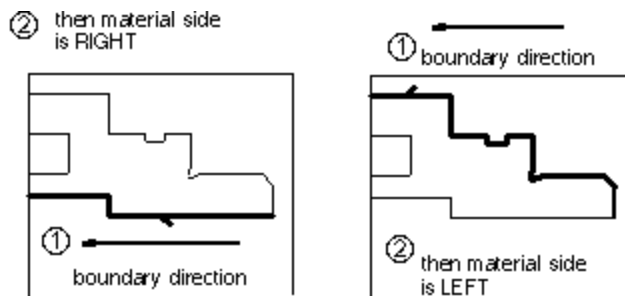 ② then material side
is RIGHT
① boundary direction
① boundary direction
② then material side
is LEFT